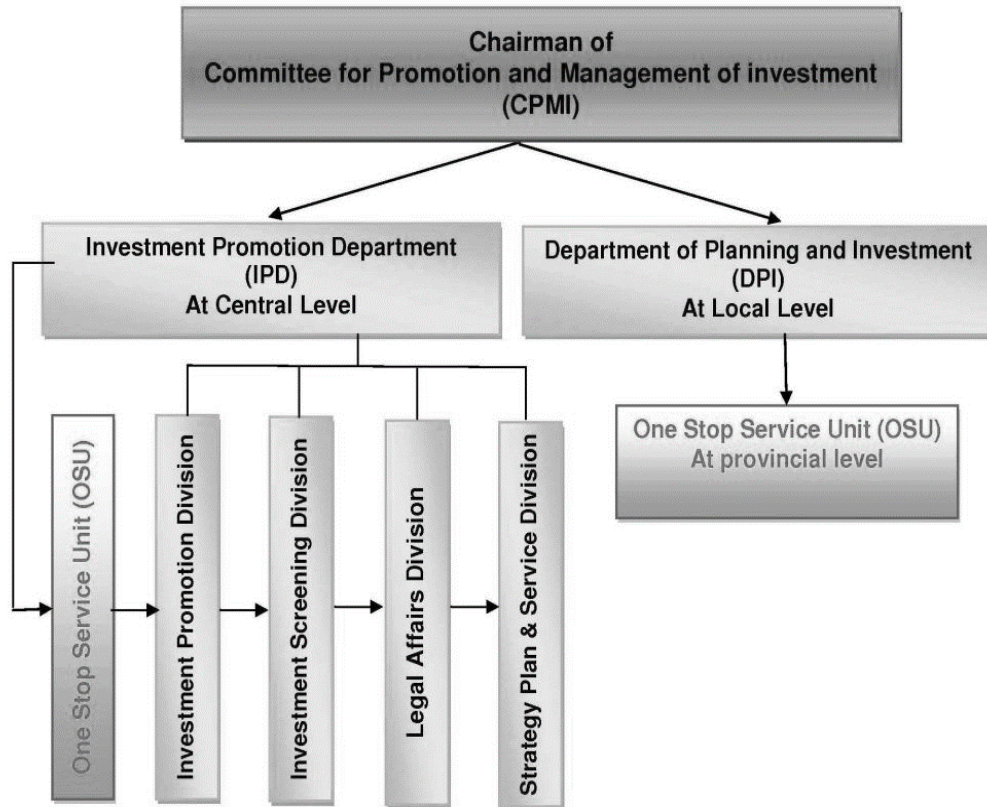 Chairman of
Committee for Promotion and Management of investment
(CPMI)
Investment Promotion Department
(IPD)
At Central Level
Department of Planning and Investment
(DPI)
At Local Level
One Stop Service Unit (OSU)
Investment Promotion Division
Investment Screening Division
Legal Affairs Division
Strategy Plan & Service Division
One Stop Service Unit (OSU)
At provincial level